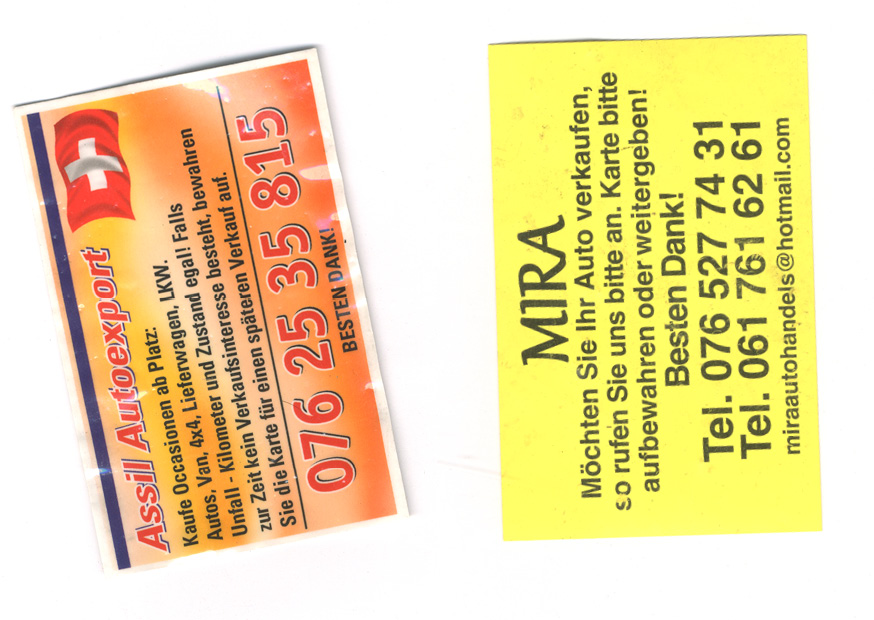 Assil Autoexport
Kaufe Occasionen ab Platz:
Autos, Van, 4x4, Lieferwagen, LKW.
Unfall - Kilometer und Zustand egal! Falls
zur Zeit kein Verkaufsinteresse besteht, bewahren
Sie die Karte für einen späteren Verkauf auf.
076 25 35 815
BESTEN DANK!
MIRA
Möchten Sie Ihr Auto verkaufen,
so rufen Sie uns bitte an. Karte bitte
aufbewahren oder weitergeben!
Besten Dank!
Tel. 076 527 74 31
Tel. 061 761 62 61
miraautohandels@hotmail.com